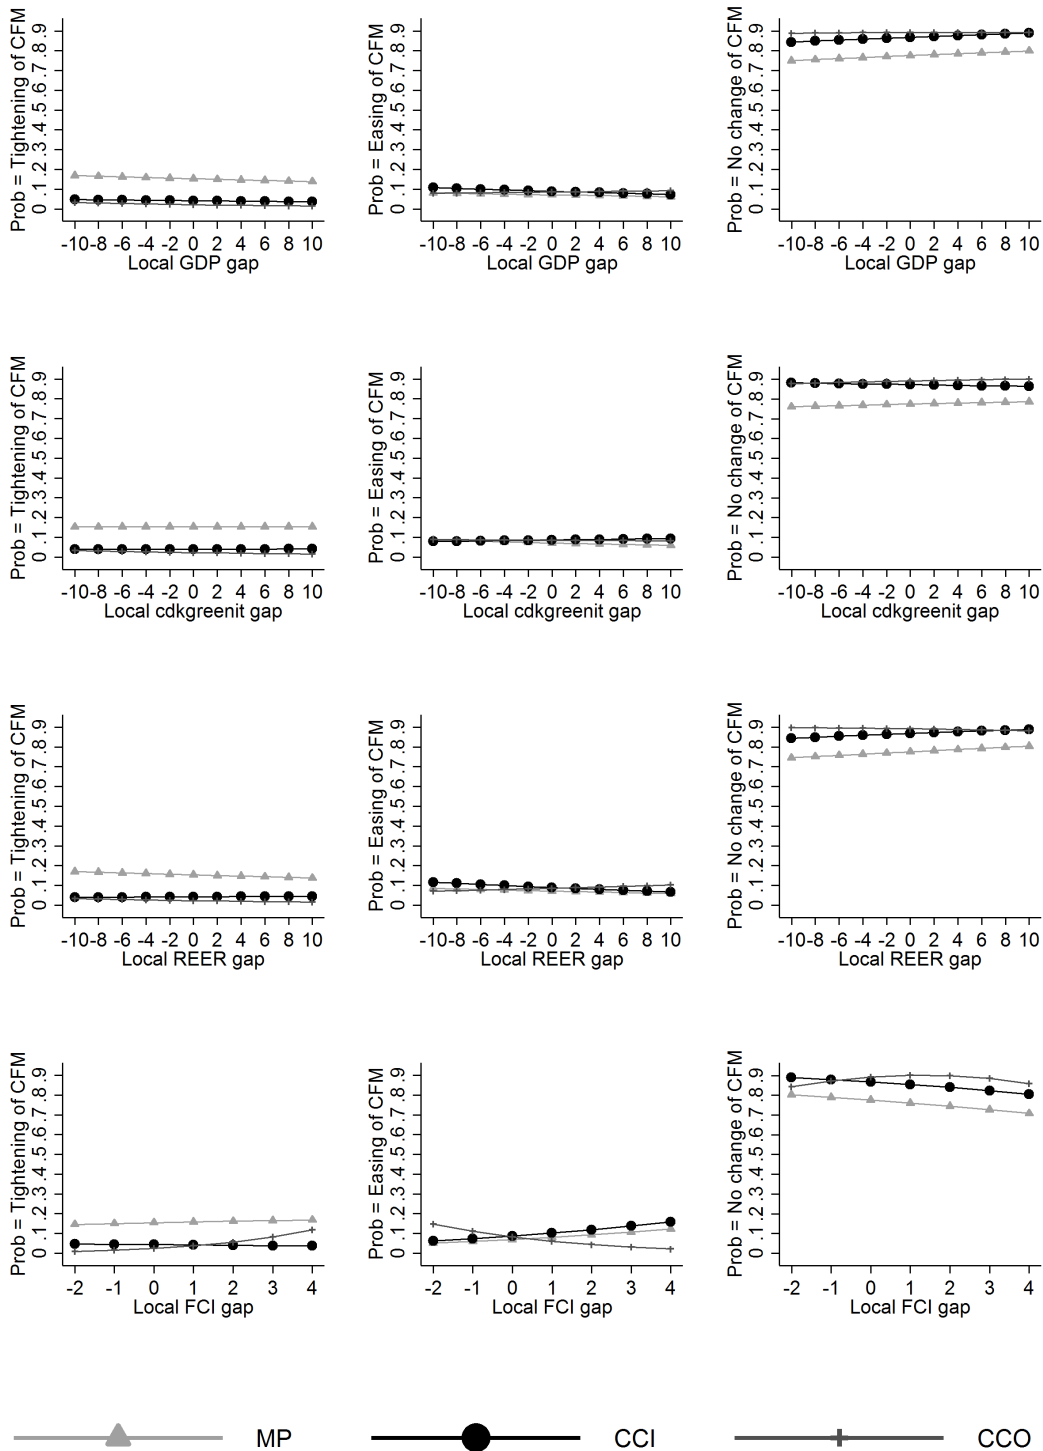 Prob = Tightening of CFM
0 .1 .2 .3 .4 .5 .6 .7 .8 .9
-10 -8 -6 -4 -2 0 2 4 6 8 10
Local GDP gap
Prob = Easing of CFM
0 .1 .2 .3 .4 .5 .6 .7 .8 .9
-10 -8 -6 -4 -2 0 2 4 6 8 10
Local GDP gap
Prob = No change of CFM
0 .1 .2 .3 .4 .5 .6 .7 .8 .9
-10 -8 -6 -4 -2 0 2 4 6 8 10
Local GDP gap
Prob = Tightening of CFM
0 .1 .2 .3 .4 .5 .6 .7 .8 .9
-10 -8 -6 -4 -2 0 2 4 6 8 10
Local cdkgreenit gap
Prob = Easing of CFM
0 .1 .2 .3 .4 .5 .6 .7 .8 .9
-10 -8 -6 -4 -2 0 2 4 6 8 10
Local cdkgreenit gap
Prob = No change of CFM
0 .1 .2 .3 .4 .5 .6 .7 .8 .9
-10 -8 -6 -4 -2 0 2 4 6 8 10
Local cdkgreenit gap
Prob = Tightening of CFM
0 .1 .2 .3 .4 .5 .6 .7 .8 .9
-10 -8 -6 -4 -2 0 2 4 6 8 10
Local REER gap
Prob = Easing of CFM
0 .1 .2 .3 .4 .5 .6 .7 .8 .9
-10 -8 -6 -4 -2 0 2 4 6 8 10
Local REER gap
Prob = No change of CFM
0 .1 .2 .3 .4 .5 .6 .7 .8 .9
-10 -8 -6 -4 -2 0 2 4 6 8 10
Local REER gap
Prob = Tightening of CFM
0 .1 .2 .3 .4 .5 .6 .7 .8 .9
-2 -1 0 1 2 3 4
Local FCI gap
Prob = Easing of CFM
0 .1 .2 .3 .4 .5 .6 .7 .8 .9
-2 -1 0 1 2 3 4
Local FCI gap
Prob = No change of CFM
0 .1 .2 .3 .4 .5 .6 .7 .8 .9
-2 -1 0 1 2 3 4
Local FCI gap
MP CCI CCO